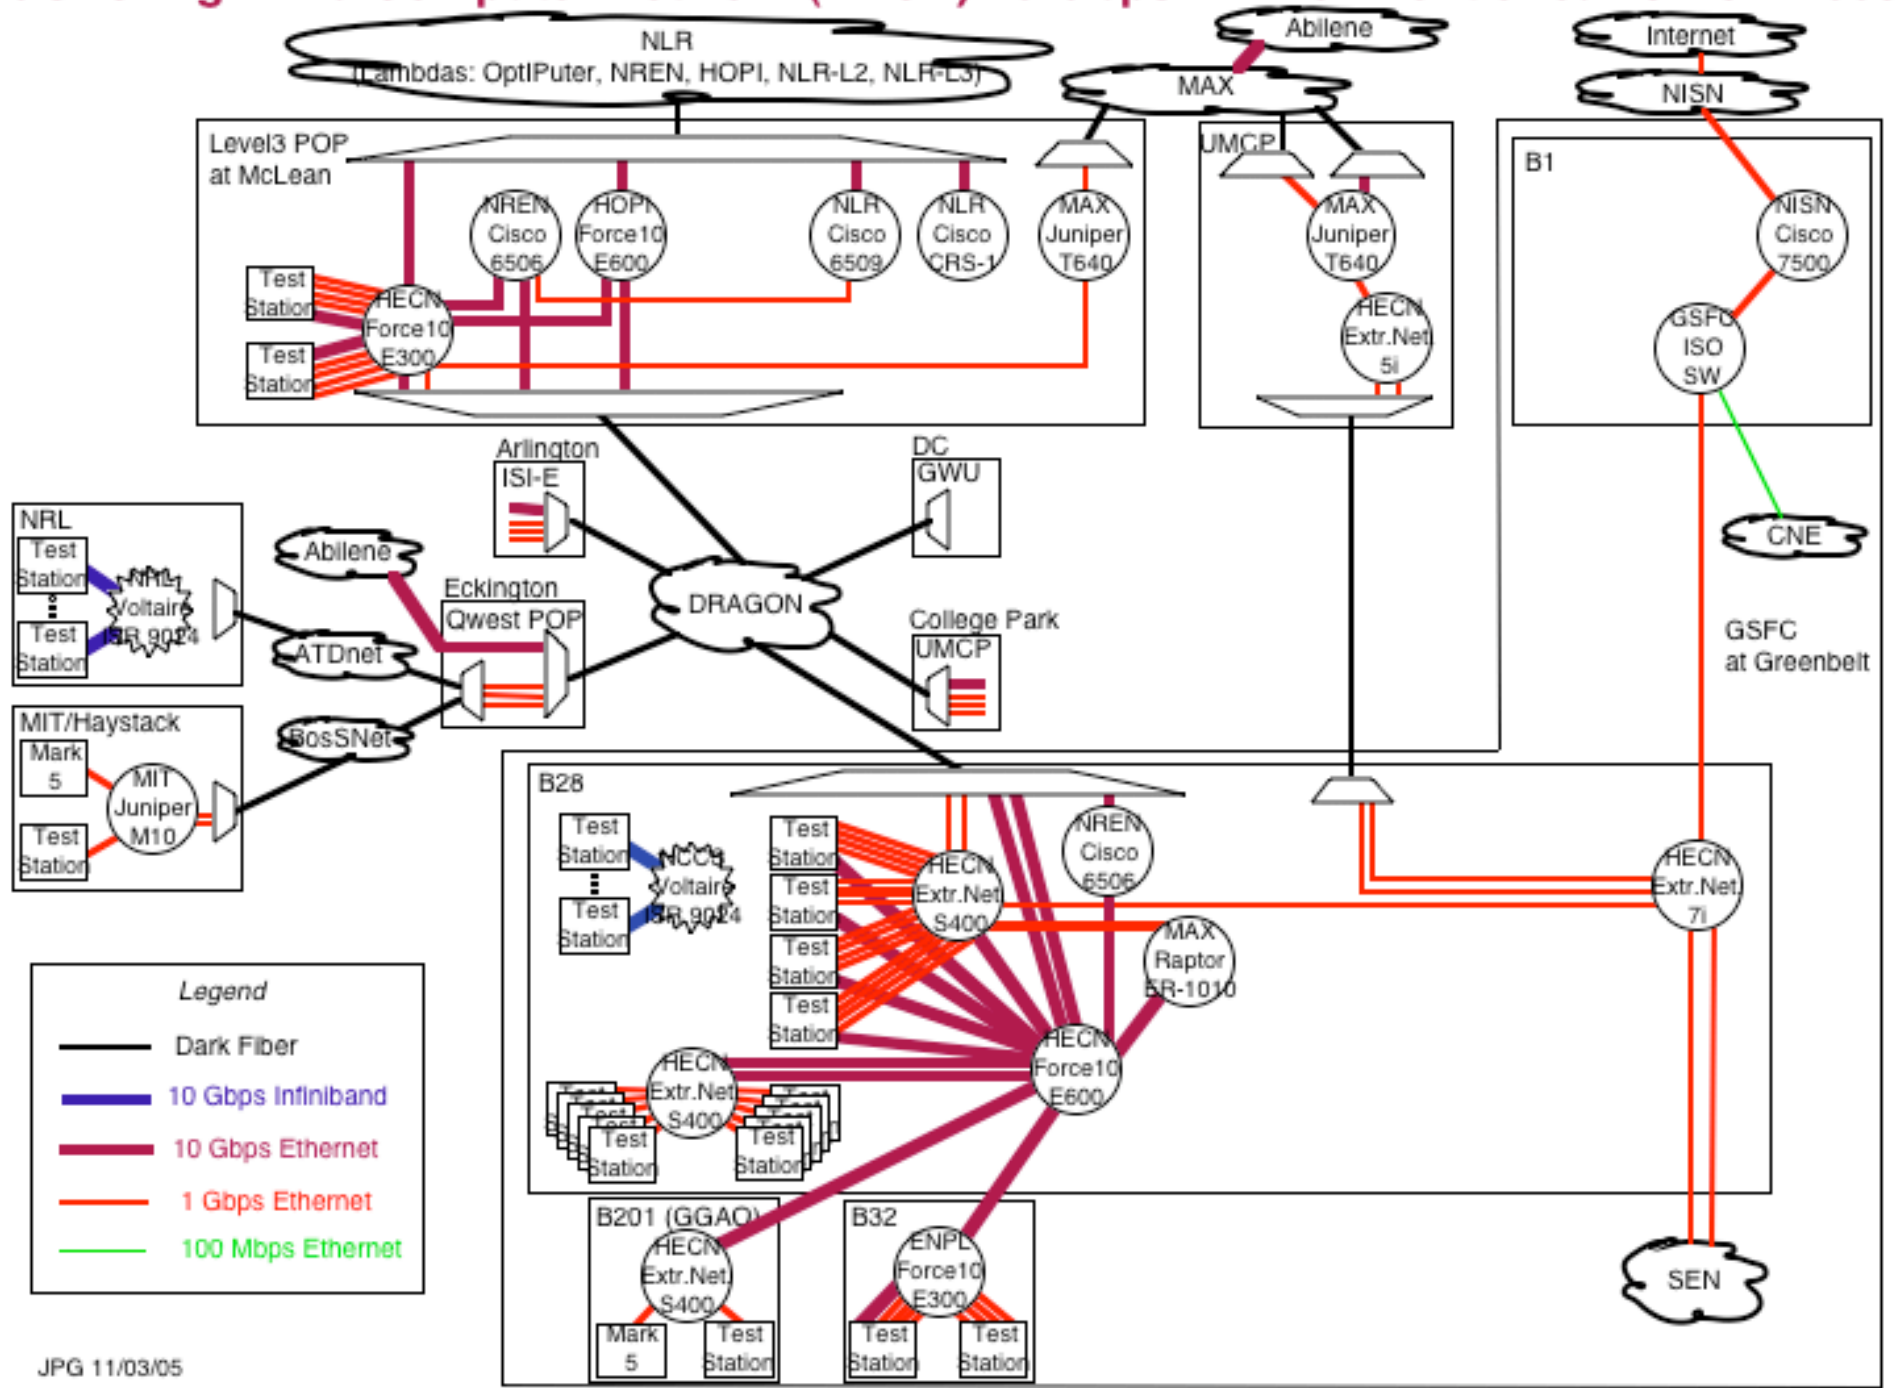 NLR
(Lambdas: OptIPuter, NREN, HOPI, NLR-L2, NLR-L3)
Abilene
MAX
Internet
NISN
Level3 POP
at McLean
NREN
Cisco
6506
HOPI
Force10
E600
NLR
Cisco
6509
NLR
Cisco
CRS-1
MAX
Juniper
T640
Test
Station
Test
Station
HECN
Force10
E300
UMCP
MAX
Juniper
T640
HECN
Extr.Net.
5i
B1
NISN
Cisco
7500
GSFC
ISO
SW
CNE
GSFC
at Greenbelt
Arlington
ISI-E
DC
GWU
DRAGON
Eckington
Qwest POP
College Park
UMCP
Abilene
ATDnet
BosSNet
NRL
Test
Station
Test
Station
NRL
Voltaire
ISR 9024
MIT/Haystack
Mark
5
Test
Station
MIT
Juniper
M10
B28
Test
Station
Test
Station
NCCS
Voltaire
ISR 9024
Test
Station
Test
Station
Test
Station
Test
Station
HECN
Extr.Net.
S400
NREN
Cisco
6506
MAX
Raptor
ER-1010
HECN
Extr.Net.
7i
HECN
Force10
E600
HECN
Extr.Net.
S400
Test
Station
Test
Station
B201 (GGAO)
HECN
Extr.Net.
S400
Mark
5
Test
Station
B32
ENPL
Force10
E300
Test
Station
Test
Station
SEN
Legend
Dark Fiber
10 Gbps Infiniband
10 Gbps Ethernet
1 Gbps Ethernet
100 Mbps Ethernet
JPG 11/03/05